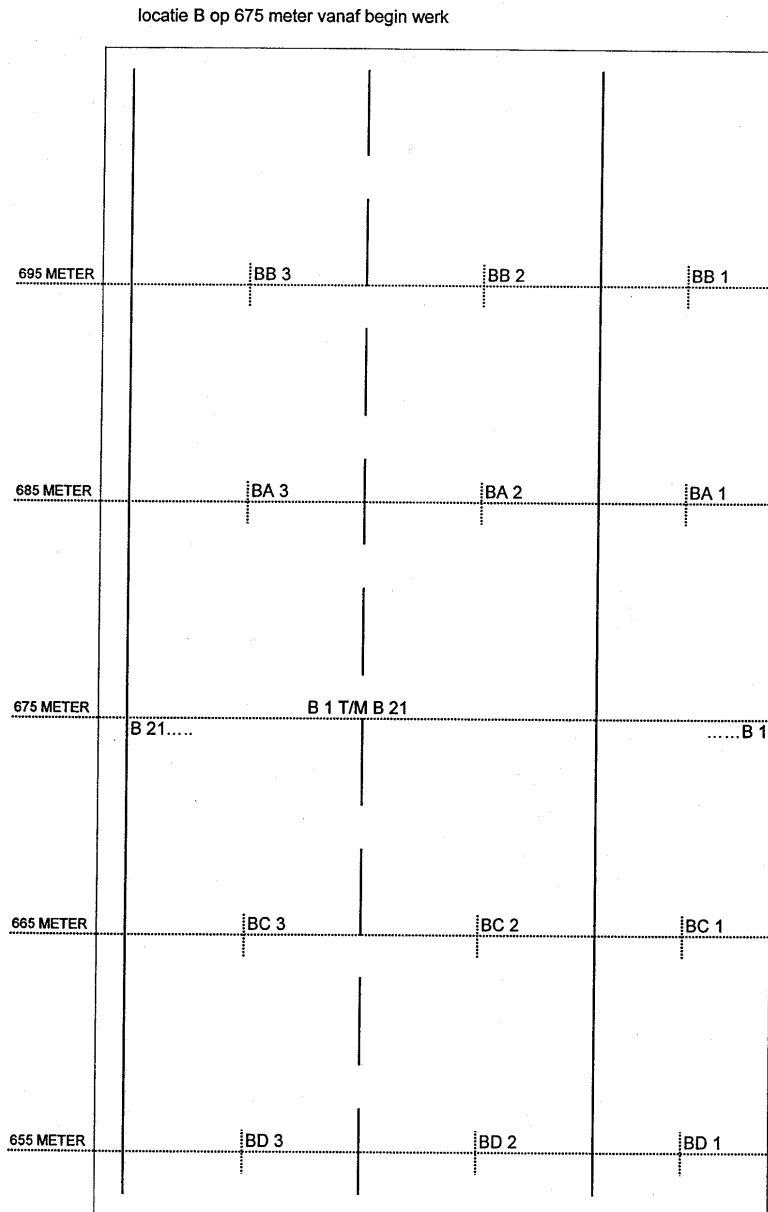 locatie B op 675 meter vanaf begin werk
695 METER BB 3 BB 2 BB 1
685 METER BA 3 BA 2 BA 1
675 METER B 1 T/M B 21
B 21..... ......B 1
665 METER BC 3 BC 2 BC 1
655 METER BD 3 BD 2 BD 1